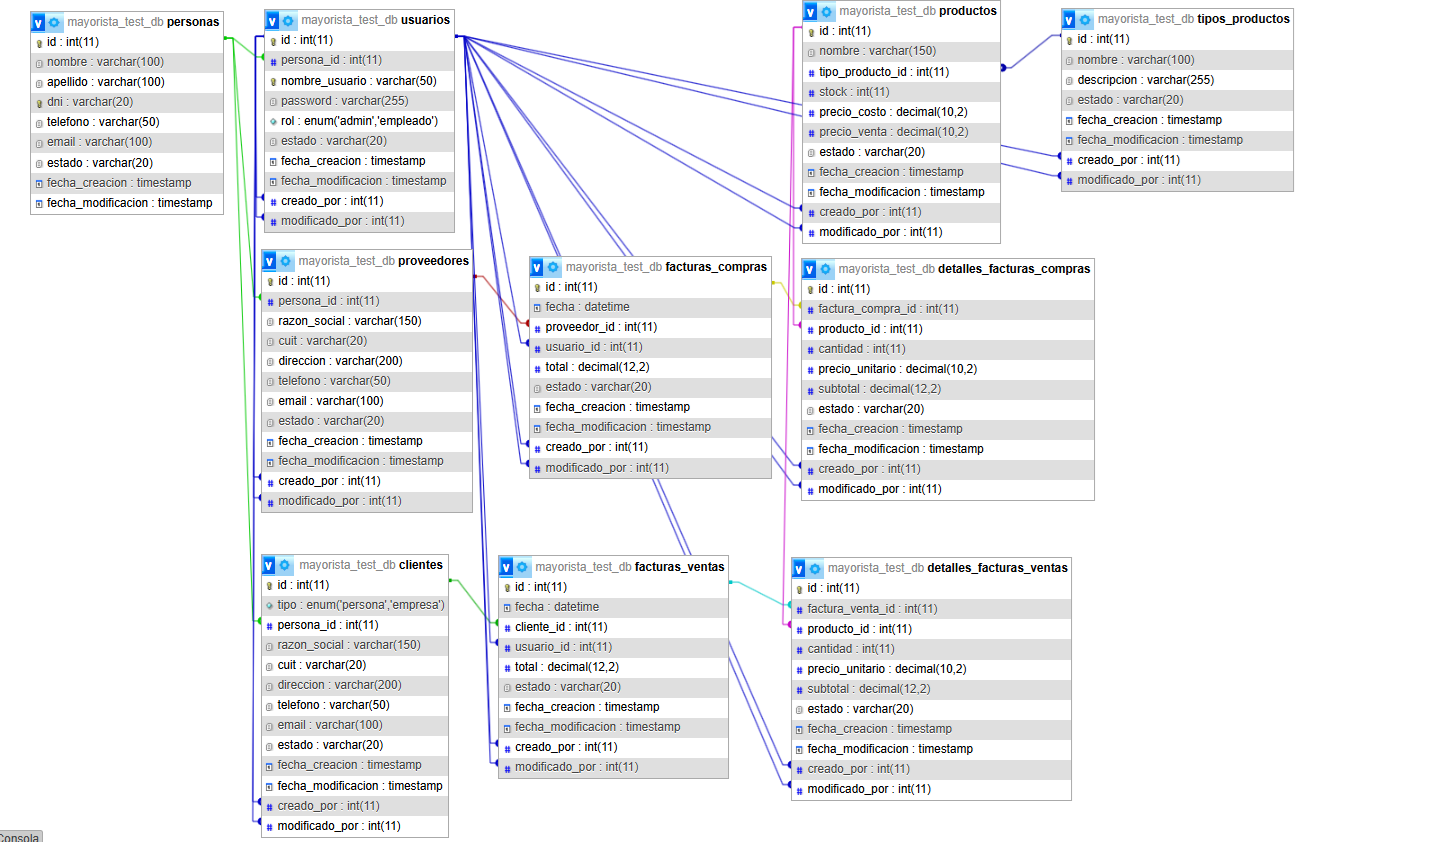 mayorista_test_db personas
id : int(11)
nombre : varchar(100)
apellido : varchar(100)
dni : varchar(20)
telefono : varchar(50)
email : varchar(100)
estado : varchar(20)
fecha_creacion : timestamp
fecha_modificacion : timestamp
mayorista_test_db usuarios
id : int(11)
persona_id : int(11)
nombre_usuario : varchar(50)
password : varchar(255)
rol : enum('admin','empleado')
estado : varchar(20)
fecha_creacion : timestamp
fecha_modificacion : timestamp
creado_por : int(11)
modificado_por : int(11)
mayorista_test_db productos
id : int(11)
nombre : varchar(150)
tipo_producto_id : int(11)
stock : int(11)
precio_costo : decimal(10,2)
precio_venta : decimal(10,2)
estado : varchar(20)
fecha_creacion : timestamp
fecha_modificacion : timestamp
creado_por : int(11)
modificado_por : int(11)
mayorista_test_db tipos_productos
id : int(11)
nombre : varchar(100)
descripcion : varchar(255)
estado : varchar(20)
fecha_creacion : timestamp
fecha_modificacion : timestamp
creado_por : int(11)
modificado_por : int(11)
mayorista_test_db proveedores
id : int(11)
persona_id : int(11)
razon_social : varchar(150)
cuit : varchar(20)
direccion : varchar(200)
telefono : varchar(50)
email : varchar(100)
estado : varchar(20)
fecha_creacion : timestamp
fecha_modificacion : timestamp
creado_por : int(11)
modificado_por : int(11)
mayorista_test_db facturas_compras
id : int(11)
fecha : datetime
proveedor_id : int(11)
usuario_id : int(11)
total : decimal(12,2)
estado : varchar(20)
fecha_creacion : timestamp
fecha_modificacion : timestamp
creado_por : int(11)
modificado_por : int(11)
mayorista_test_db detalles_facturas_compras
id : int(11)
factura_compra_id : int(11)
producto_id : int(11)
cantidad : int(11)
precio_unitario : decimal(10,2)
subtotal : decimal(12,2)
estado : varchar(20)
fecha_creacion : timestamp
fecha_modificacion : timestamp
creado_por : int(11)
modificado_por : int(11)
mayorista_test_db clientes
id : int(11)
tipo : enum('persona','empresa')
persona_id : int(11)
razon_social : varchar(150)
cuit : varchar(20)
direccion : varchar(200)
telefono : varchar(50)
email : varchar(100)
estado : varchar(20)
fecha_creacion : timestamp
fecha_modificacion : timestamp
creado_por : int(11)
modificado_por : int(11)
mayorista_test_db facturas_ventas
id : int(11)
fecha : datetime
cliente_id : int(11)
usuario_id : int(11)
total : decimal(12,2)
estado : varchar(20)
fecha_creacion : timestamp
fecha_modificacion : timestamp
creado_por : int(11)
modificado_por : int(11)
mayorista_test_db detalles_facturas_ventas
id : int(11)
factura_venta_id : int(11)
producto_id : int(11)
cantidad : int(11)
precio_unitario : decimal(10,2)
subtotal : decimal(12,2)
estado : varchar(20)
fecha_creacion : timestamp
fecha_modificacion : timestamp
creado_por : int(11)
modificado_por : int(11)
Consola